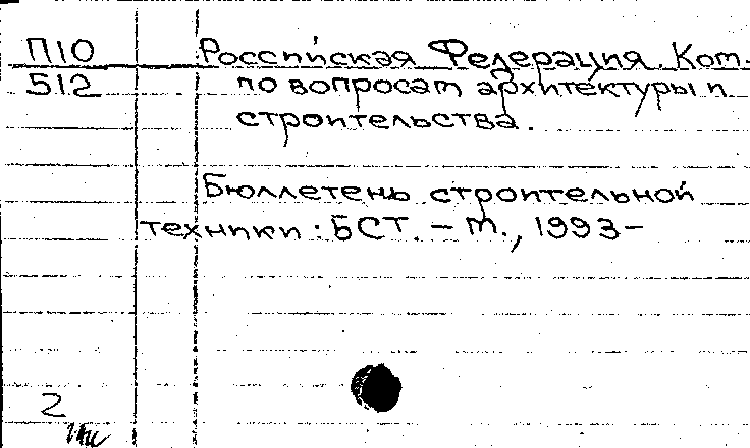 П10 Российская Федерация. Ком.
512 по вопросам архитектуры и
строительства.
Бюллетень строительной
техники : БСТ. – М., 1993–
2